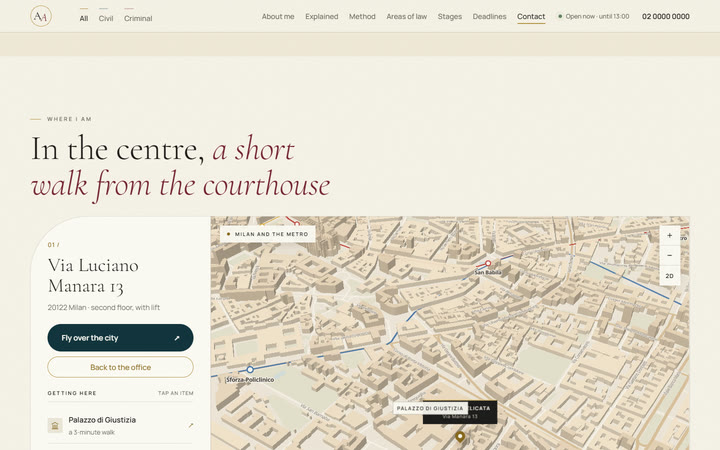 AA
All
Civil
Criminal
About me
Explained
Method
Areas of law
Stages
Deadlines
Contact
Open now · until 13:00
02 0000 0000
WHERE I AM
In the centre, a short
walk from the courthouse
MILAN AND THE METRO
+
−
2D
San Babila
01 /
Via Luciano
Manara 13
20122 Milan · second floor, with lift
Fly over the city ↗
Back to the office
GETTING HERE
TAP AN ITEM
Sforza-Policlinico
Palazzo di Giustizia ↗
a 3-minute walk
PALAZZO DI GIUSTIZIA
Via Manara 13